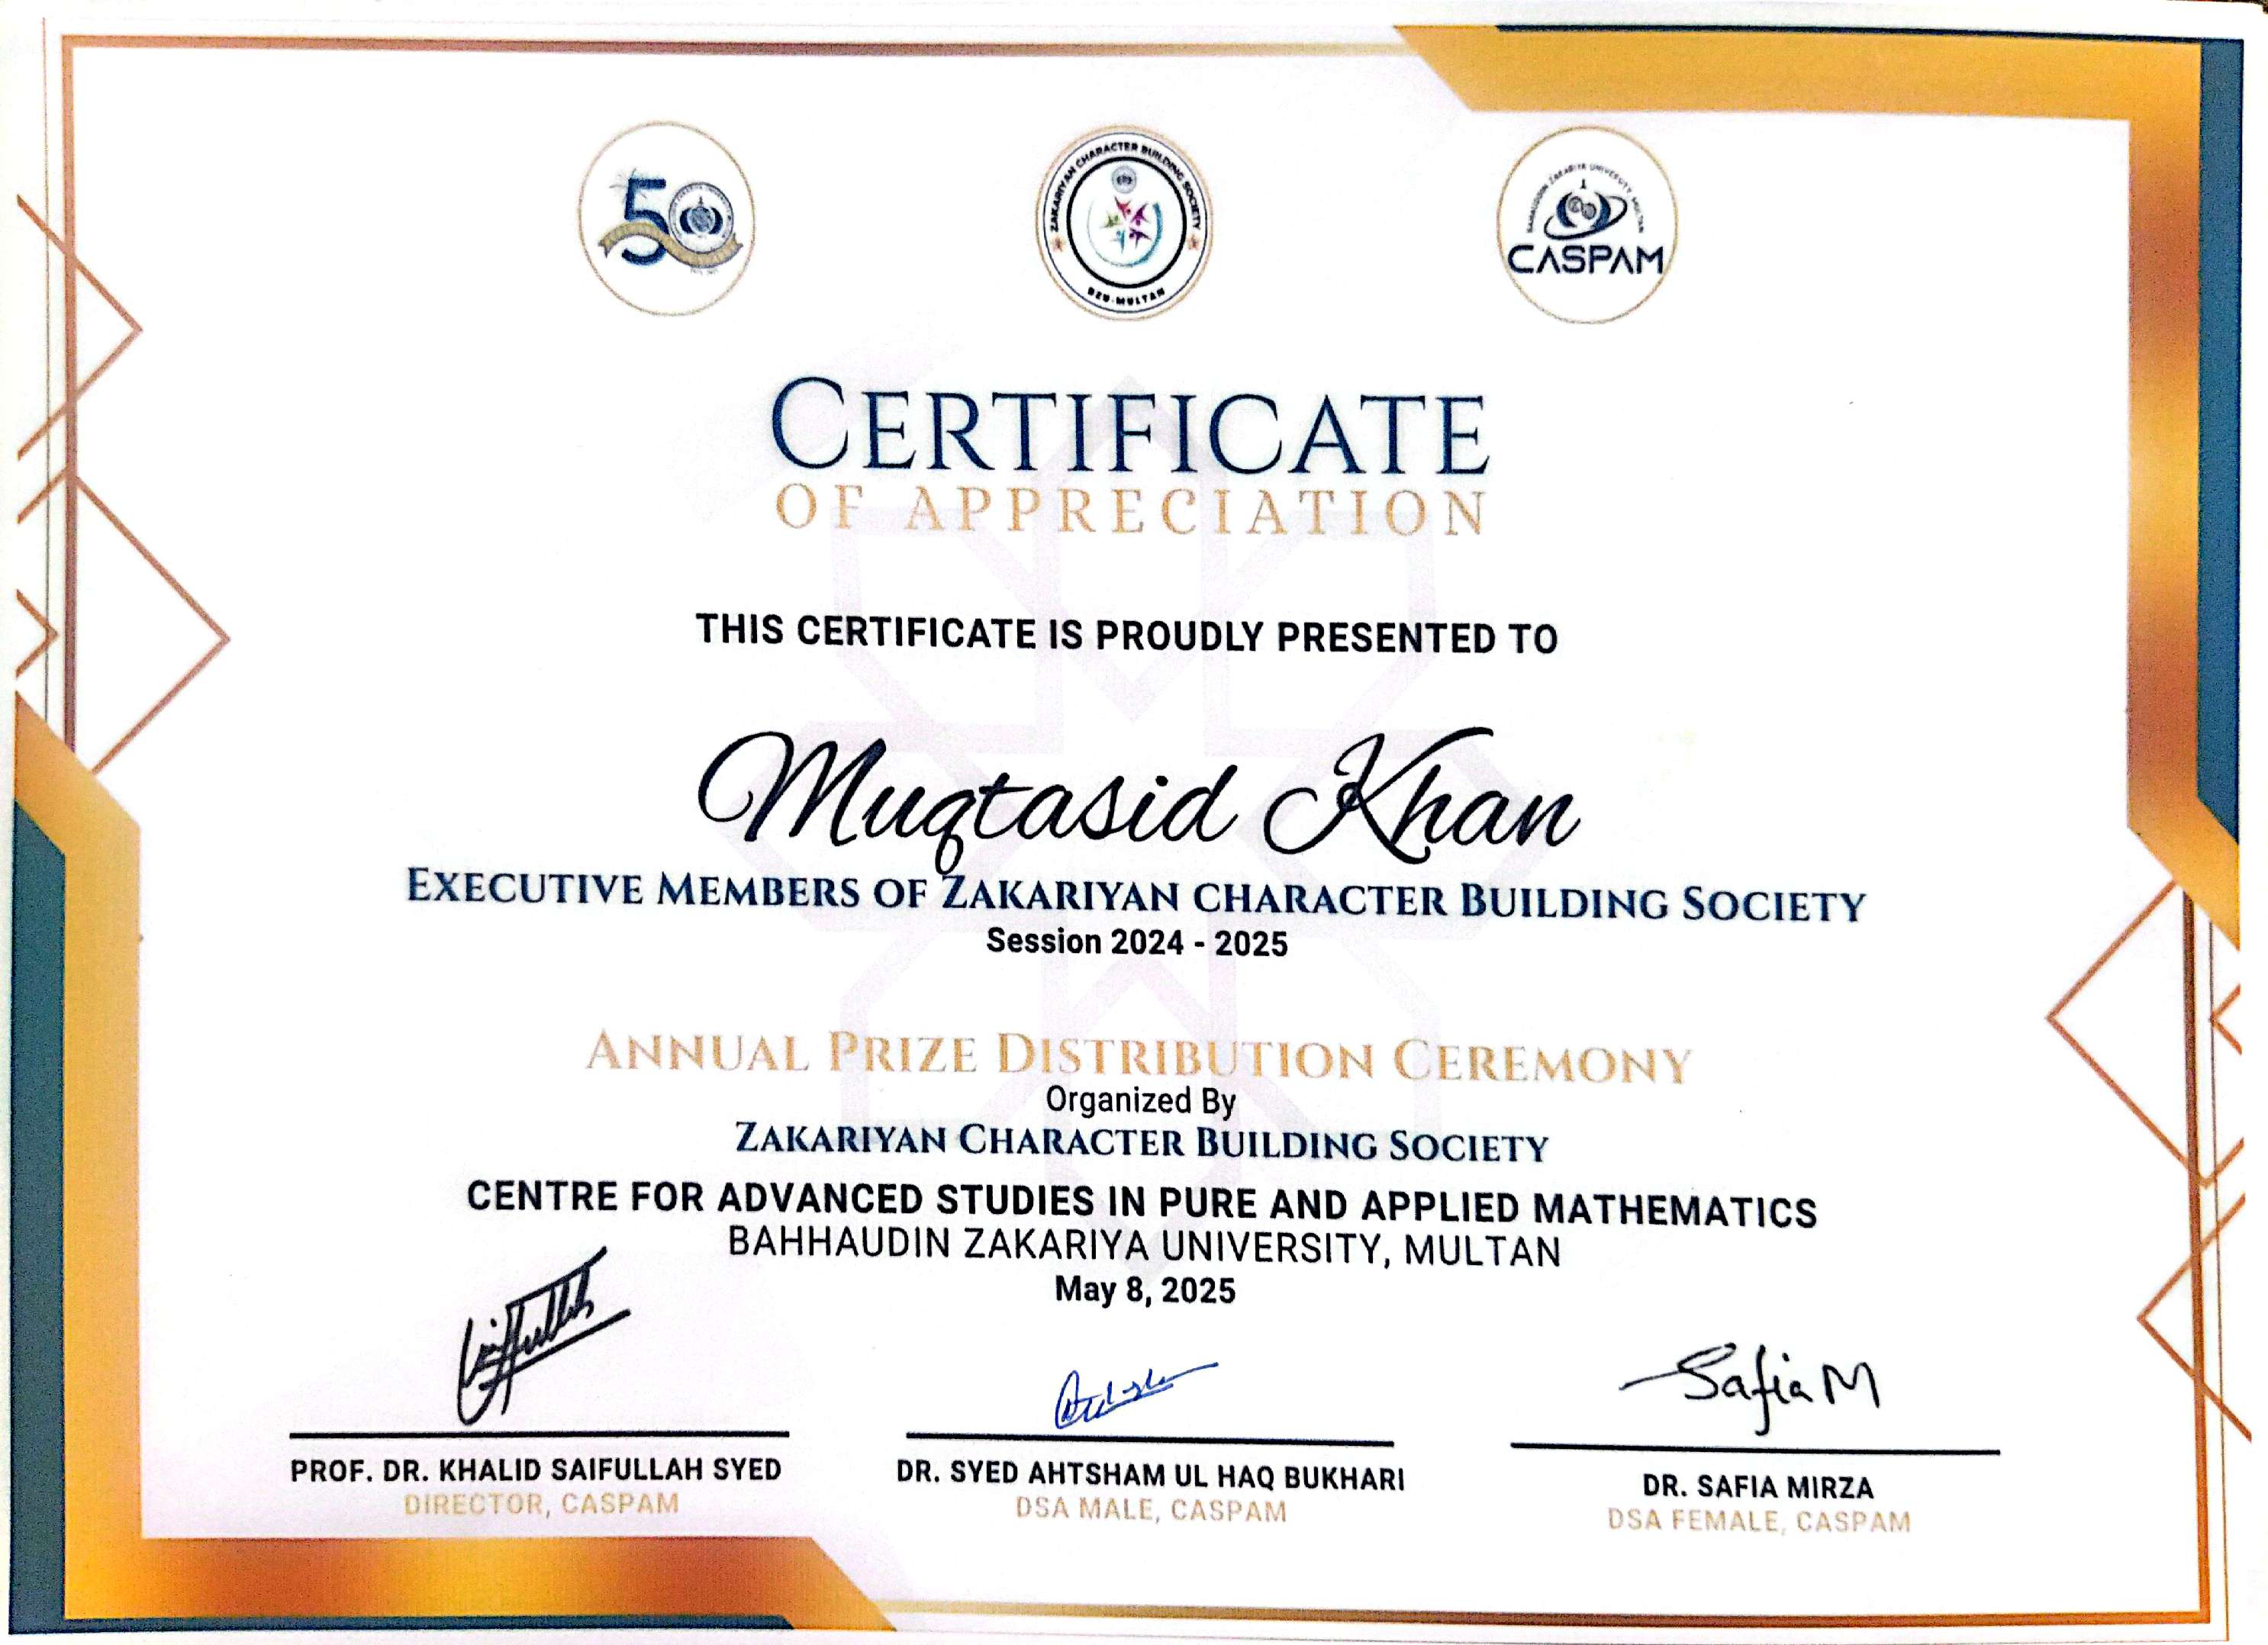 50
ZAKARIYAN CHARACTER BUILDING SOCIETY
BZU-MULTAN
BAHAUDDIN ZAKARIYA UNIVERSITY MULTAN
CASPAM
CERTIFICATE
OF APPRECIATION
THIS CERTIFICATE IS PROUDLY PRESENTED TO
Muqtasid Khan
EXECUTIVE MEMBERS OF ZAKARIYAN CHARACTER BUILDING SOCIETY
Session 2024 - 2025
ANNUAL PRIZE DISTRIBUTION CEREMONY
Organized By
ZAKARIYAN CHARACTER BUILDING SOCIETY
CENTRE FOR ADVANCED STUDIES IN PURE AND APPLIED MATHEMATICS
BAHHAUDIN ZAKARIYA UNIVERSITY, MULTAN
May 8, 2025
Safia M
PROF. DR. KHALID SAIFULLAH SYED
DIRECTOR, CASPAM
DR. SYED AHTSHAM UL HAQ BUKHARI
DSA MALE, CASPAM
DR. SAFIA MIRZA
DSA FEMALE, CASPAM